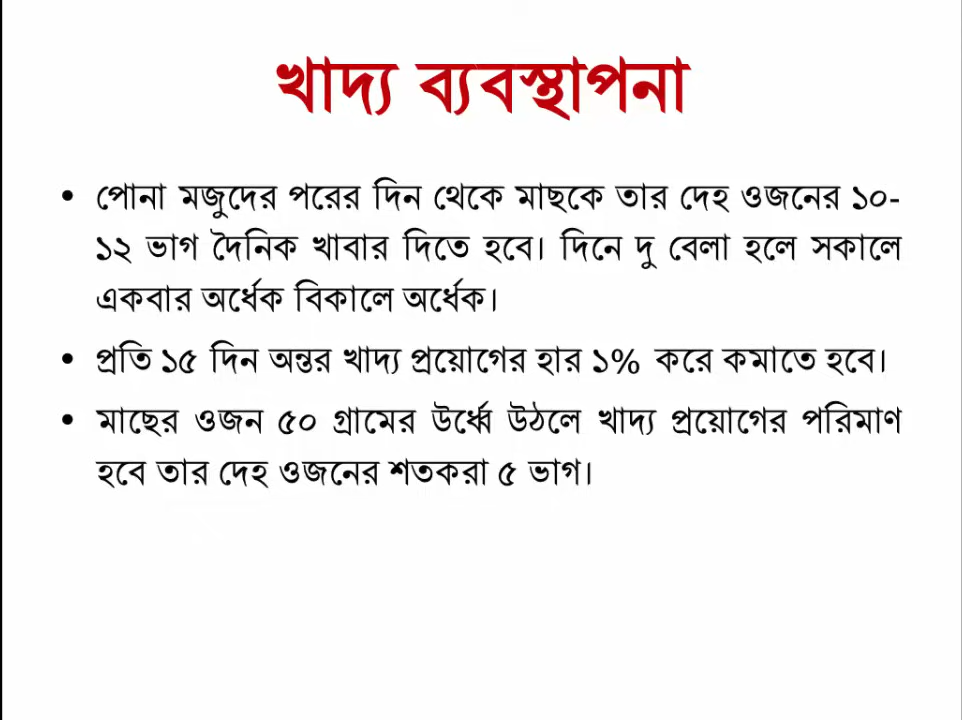 খাদ্য ব্যবস্থাপনা
• পোনা মজুদের পরের দিন থেকে মাছকে তার দেহ ওজনের ১০-
১২ ভাগ দৈনিক খাবার দিতে হবে। দিনে দু বেলা হলে সকালে
একবার অর্ধেক বিকালে অর্ধেক।
• প্রতি ১৫ দিন অন্তর খাদ্য প্রয়োগের হার ১% করে কমাতে হবে।
• মাছের ওজন ৫০ গ্রামের উর্ধ্বে উঠলে খাদ্য প্রয়োগের পরিমাণ
হবে তার দেহ ওজনের শতকরা ৫ ভাগ।